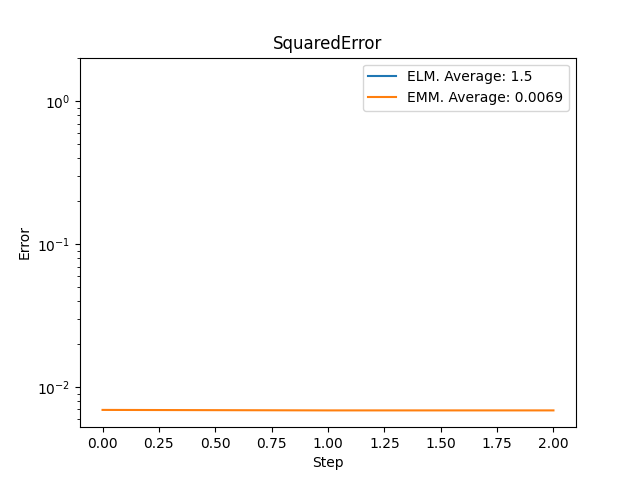 SquaredError
ELM. Average: 1.5
EMM. Average: 0.0069
10⁰
10⁻¹
10⁻²
Error
0.00 0.25 0.50 0.75 1.00 1.25 1.50 1.75 2.00
Step